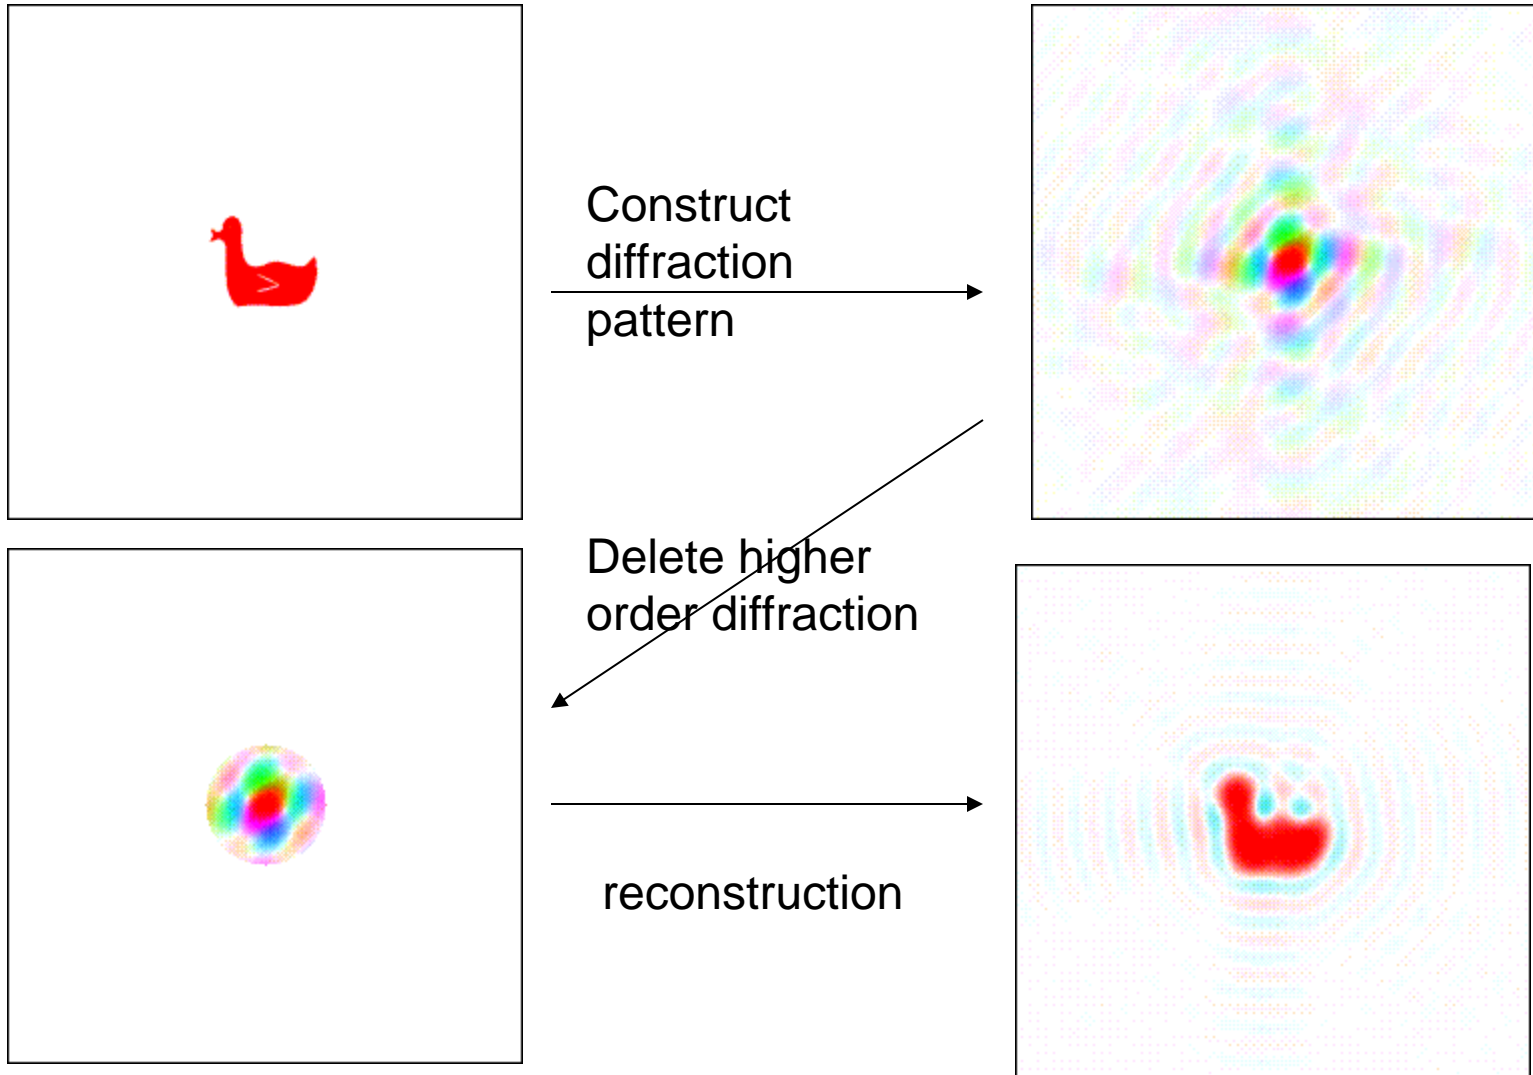 Construct
diffraction
pattern
Delete higher
order diffraction
reconstruction